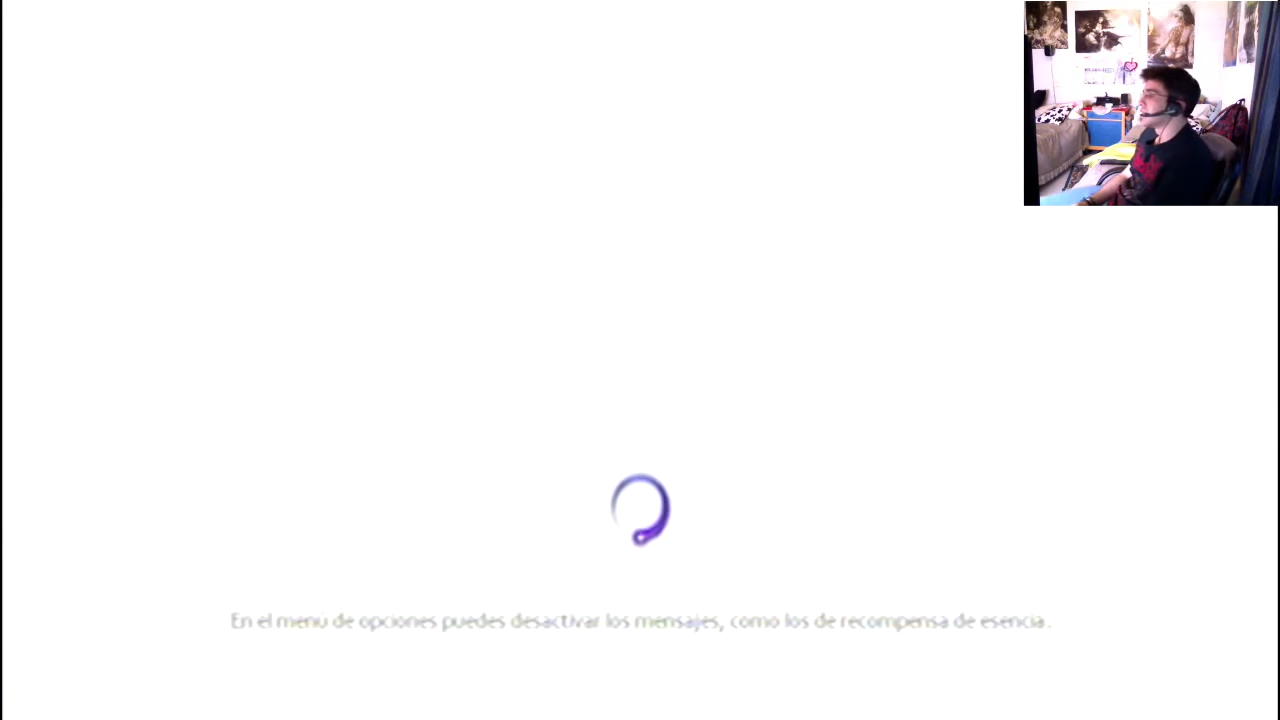 En el menú de opciones puedes desactivar los mensajes, como los de recompensa de esencia.